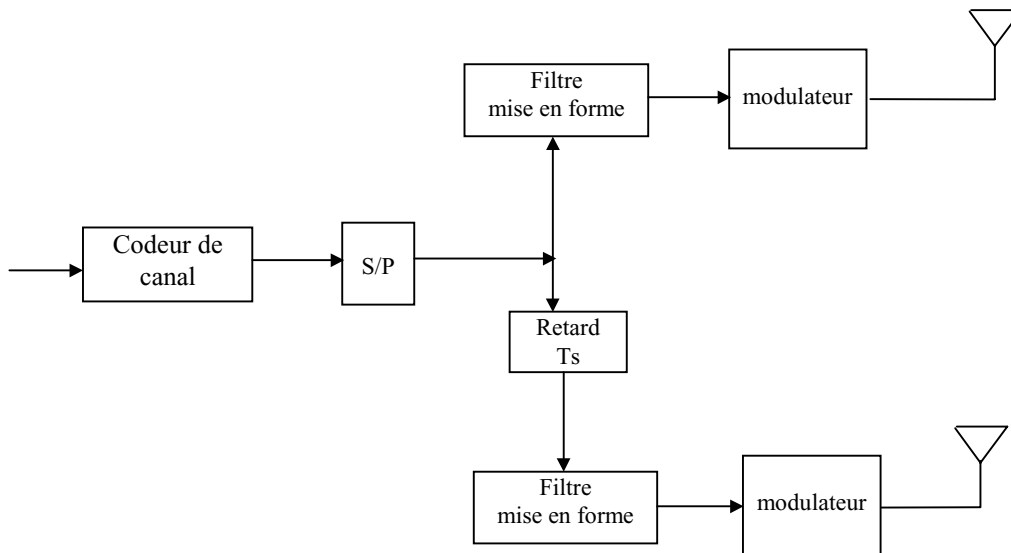 Filtre
mise en forme
modulateur
Codeur de
canal
S/P
Retard
Ts
Filtre
mise en forme
modulateur